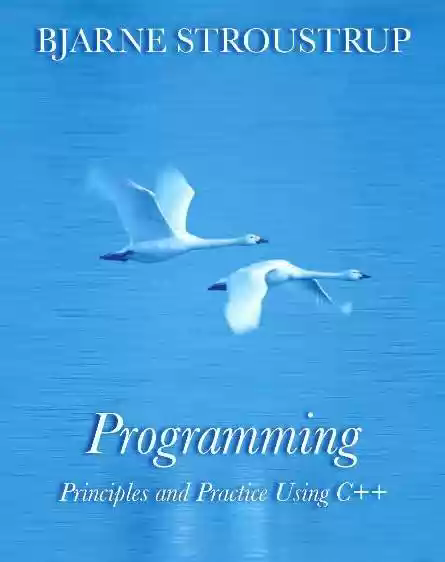 BJARNE STROUSTRUP
Programming
Principles and Practice Using C++